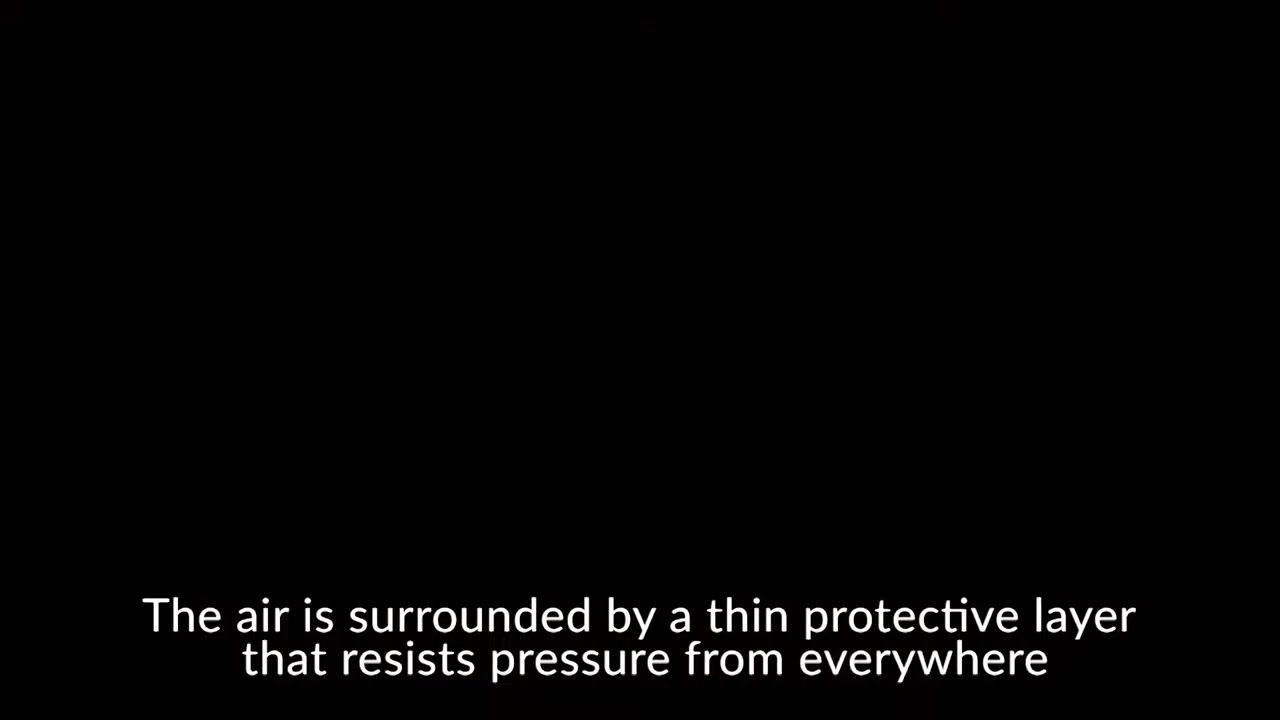 The air is surrounded by a thin protective layer
that resists pressure from everywhere